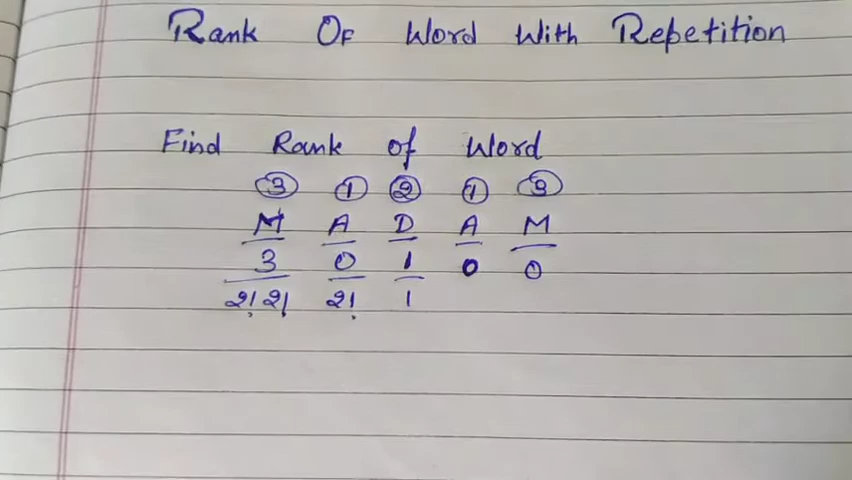 Rank Of Word With Repetition
Find Rank of Word
3 1 2 1 3
M A D A M
3 0 1 0 0
2! 2! 2! 1